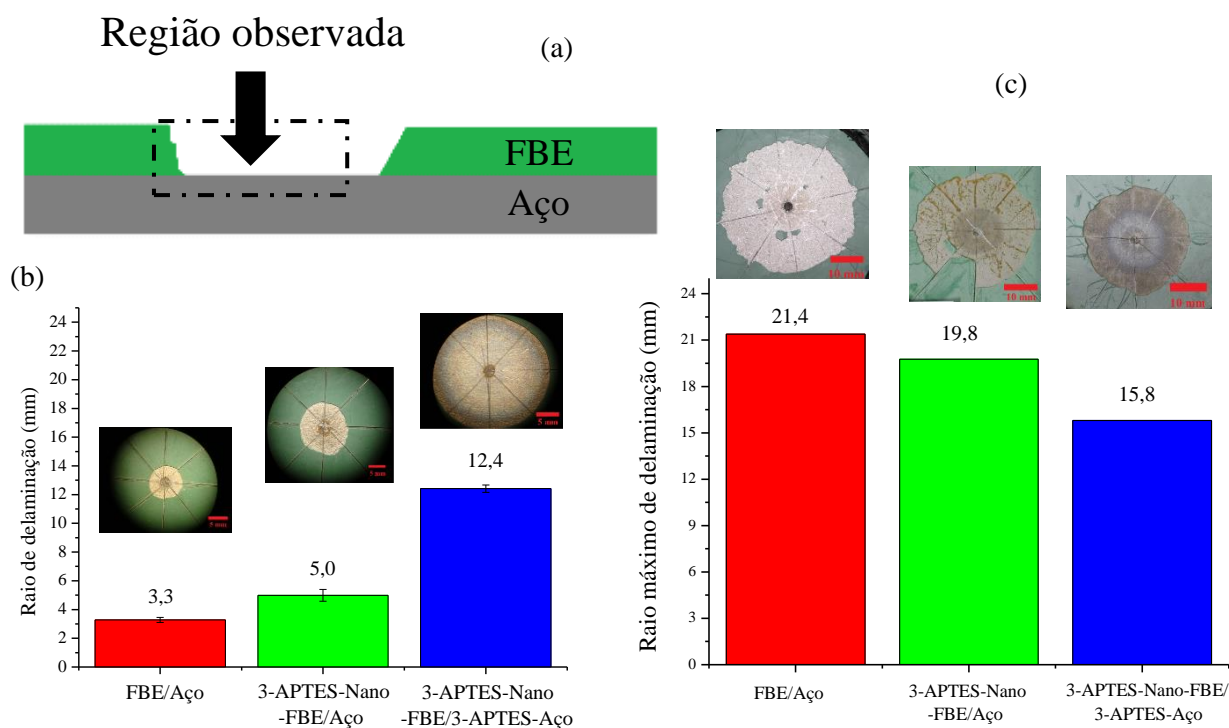 Região observada
(a)
FBE
Aço
(b)
Raio de delaminação (mm)
24
22
20
18
16
14
12
10
8
6
4
2
0
3,3
5,0
12,4
5 mm
5 mm
5 mm
FBE/Aço
3-APTES-Nano
-FBE/Aço
3-APTES-Nano
-FBE/3-APTES-Aço
(c)
Raio máximo de delaminação (mm)
24
21
18
15
12
9
6
3
0
10 mm
10 mm
10 mm
21,4
19,8
15,8
FBE/Aço
3-APTES-Nano
-FBE/Aço
3-APTES-Nano-FBE/
3-APTES-Aço